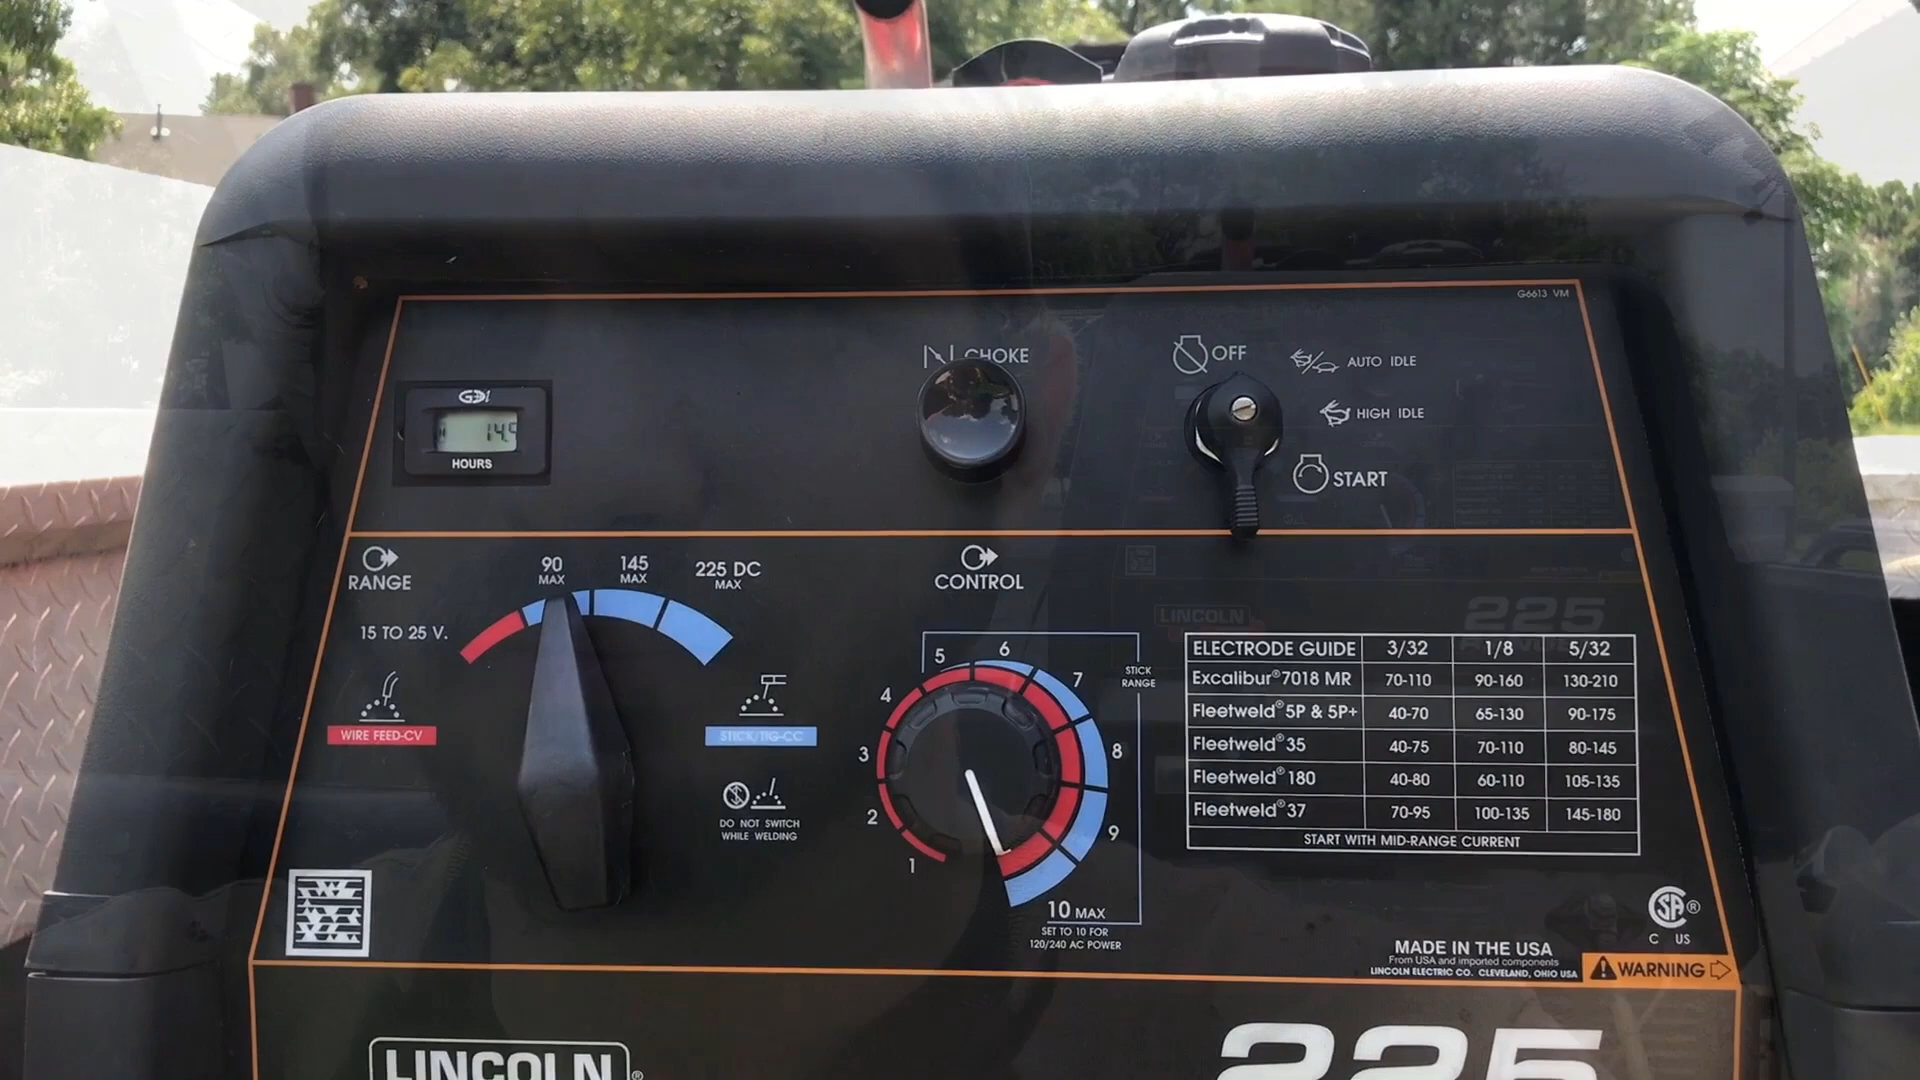 G6613 VM
CHOKE
OFF
AUTO IDLE
HIGH IDLE
START
14.9
HOURS
RANGE
90 MAX
145 MAX
225 DC MAX
15 TO 25 V.
WIRE FEED-CV
STICK/TIG-CC
DO NOT SWITCH
WHILE WELDING
CONTROL
1
2
3
4
5
6
7
8
9
10 MAX
SET TO 10 FOR
120/240 AC POWER
STICK
RANGE
ELECTRODE GUIDE 3/32 1/8 5/32
Excalibur® 7018 MR 70-110 90-160 130-210
Fleetweld® 5P & 5P+ 40-70 65-130 90-175
Fleetweld® 35 40-75 70-110 80-145
Fleetweld® 180 40-80 60-110 105-135
Fleetweld® 37 70-95 100-135 145-180
START WITH MID-RANGE CURRENT
MADE IN THE USA
From USA and imported components
LINCOLN ELECTRIC CO. CLEVELAND, OHIO USA
SA®
C US
WARNING
LINCOLN®
225
LINCOLN
225